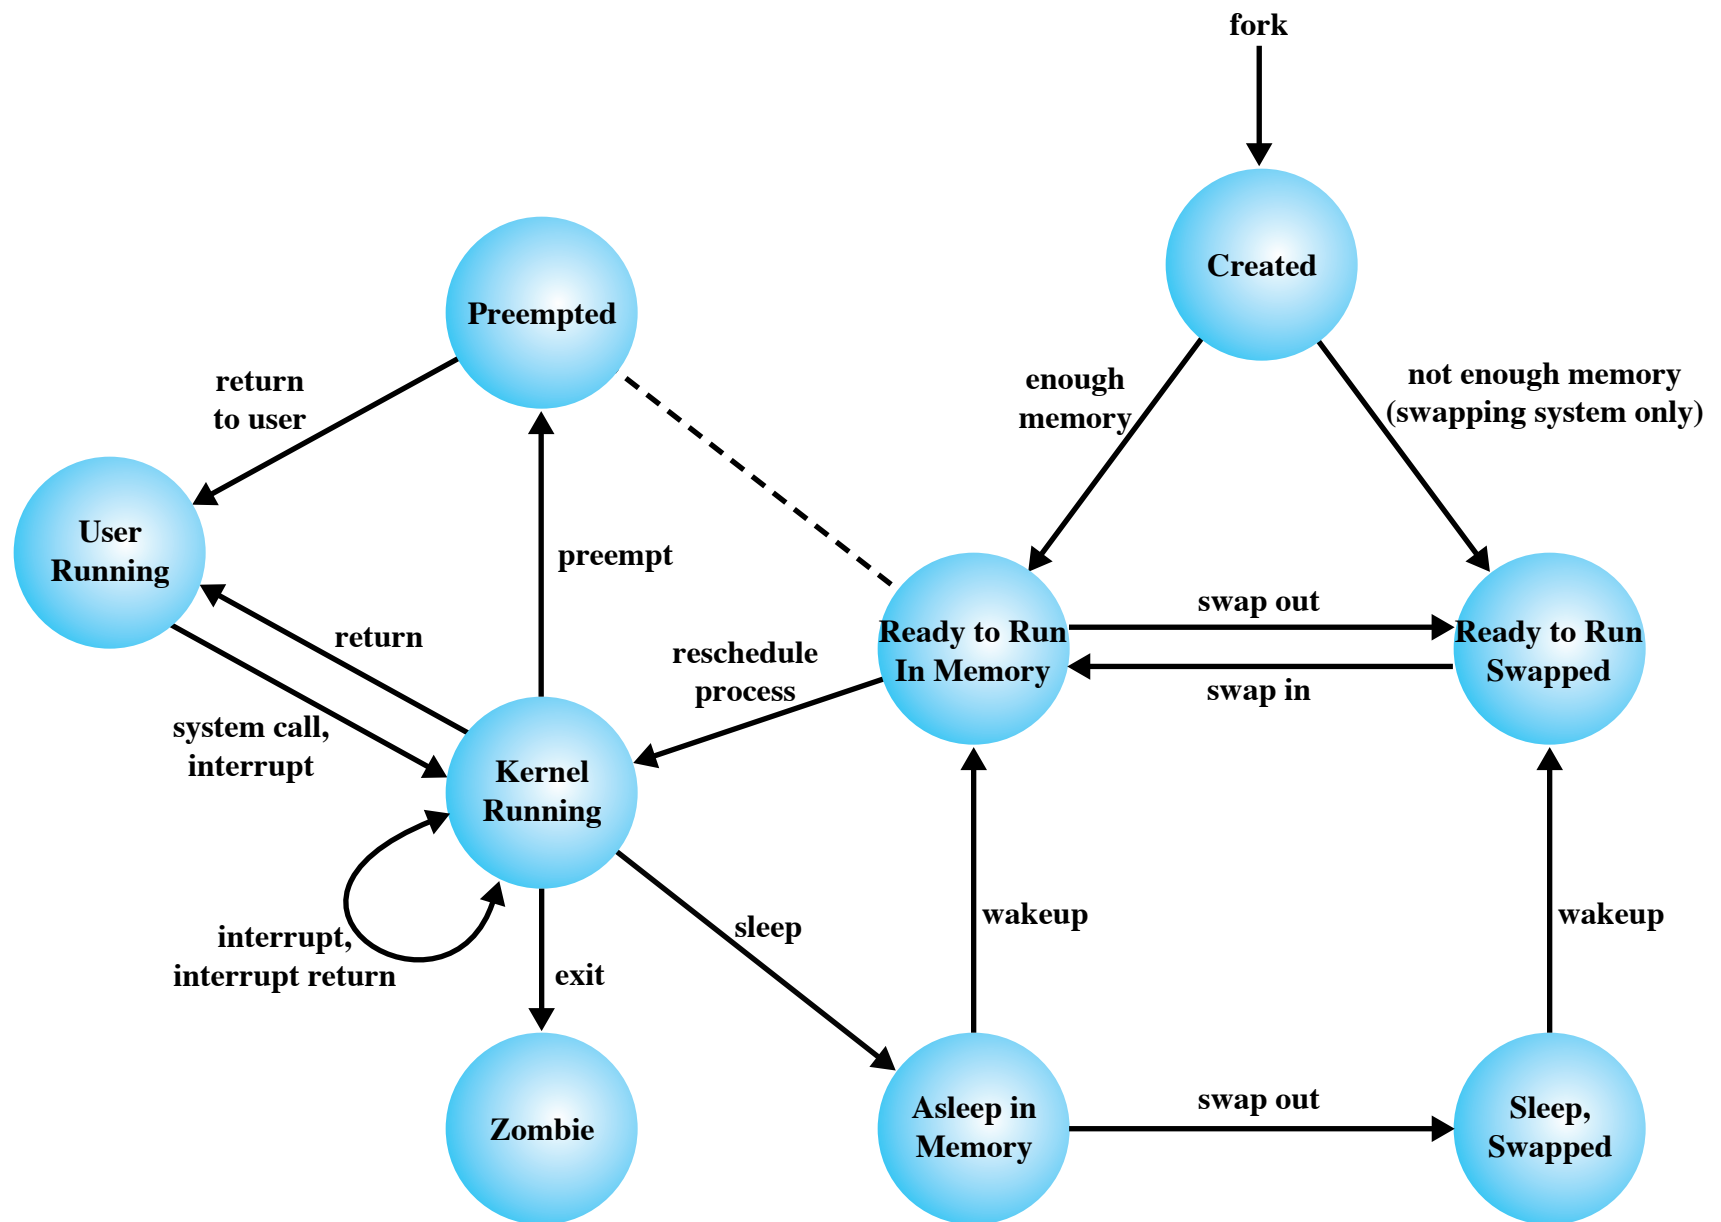 fork
Created
Preempted
return
to user
enough
memory
not enough memory
(swapping system only)
User
Running
preempt
return
reschedule
process
Ready to Run
In Memory
swap out
swap in
Ready to Run
Swapped
system call,
interrupt
Kernel
Running
interrupt,
interrupt return
sleep
exit
wakeup
wakeup
Zombie
Asleep in
Memory
swap out
Sleep,
Swapped